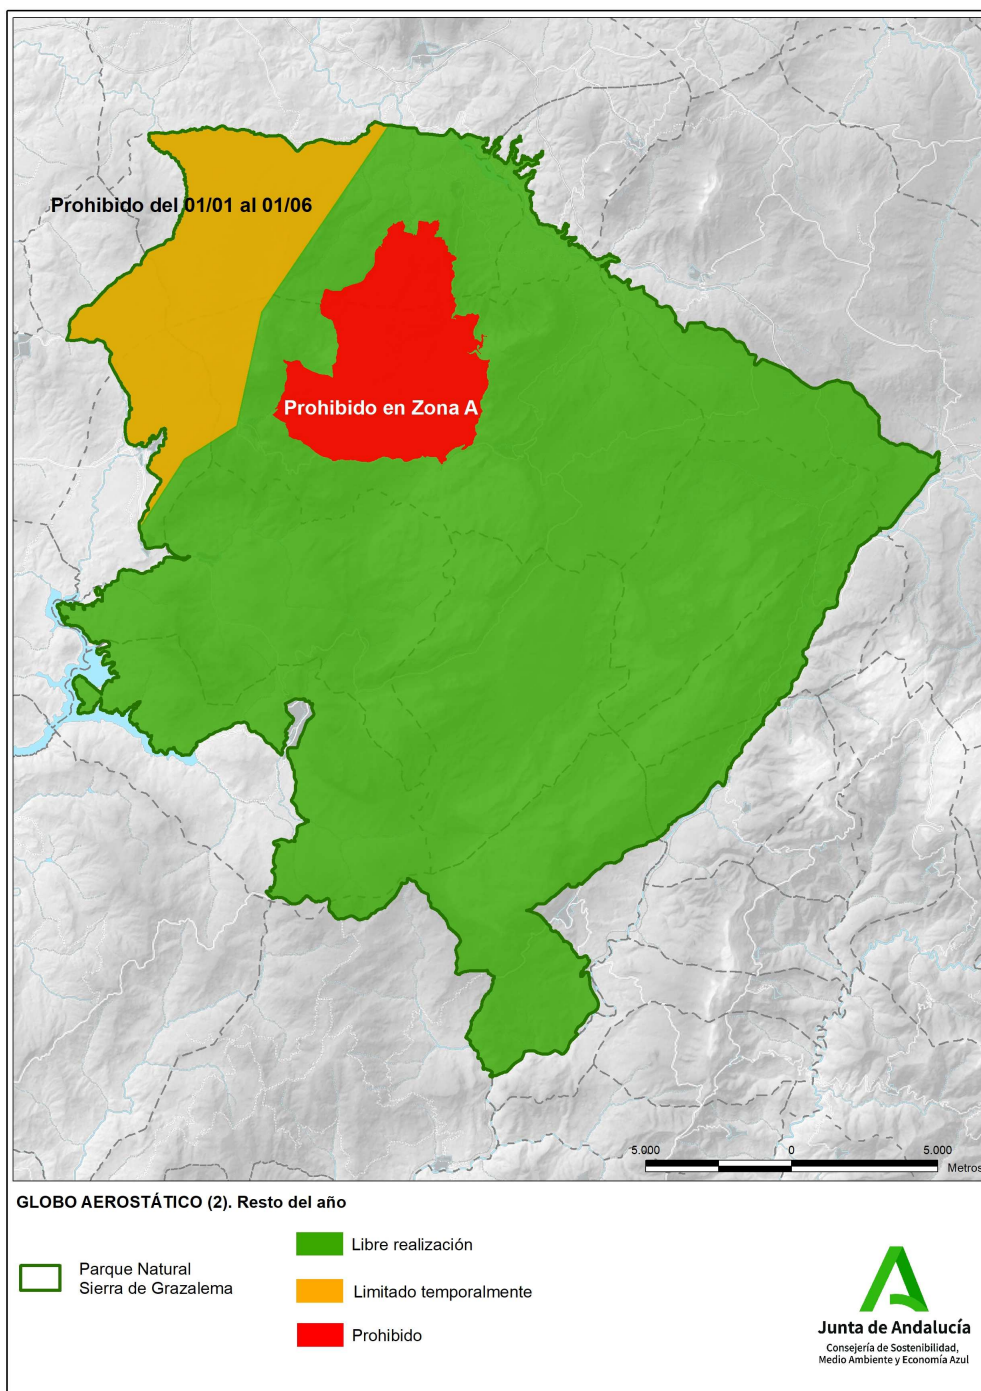 Prohibido del 01/01 al 01/06
Prohibido en Zona A
5.000 0 5.000
Metros
GLOBO AEROSTÁTICO (2). Resto del año
Parque Natural
Sierra de Grazalema
Libre realización
Limitado temporalmente
Prohibido
Junta de Andalucía
Consejería de Sostenibilidad,
Medio Ambiente y Economía Azul